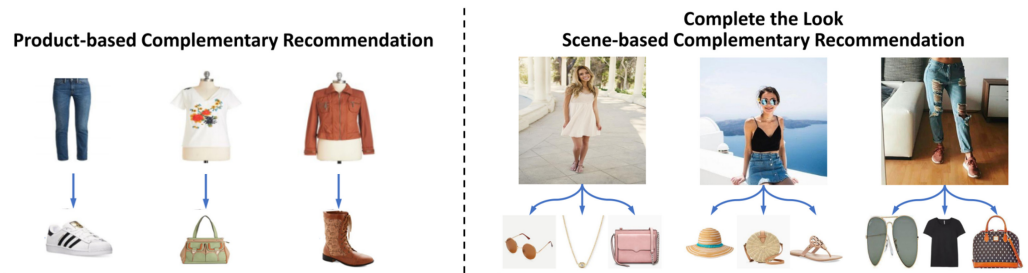 Product-based Complementary Recommendation
Complete the Look
Scene-based Complementary Recommendation